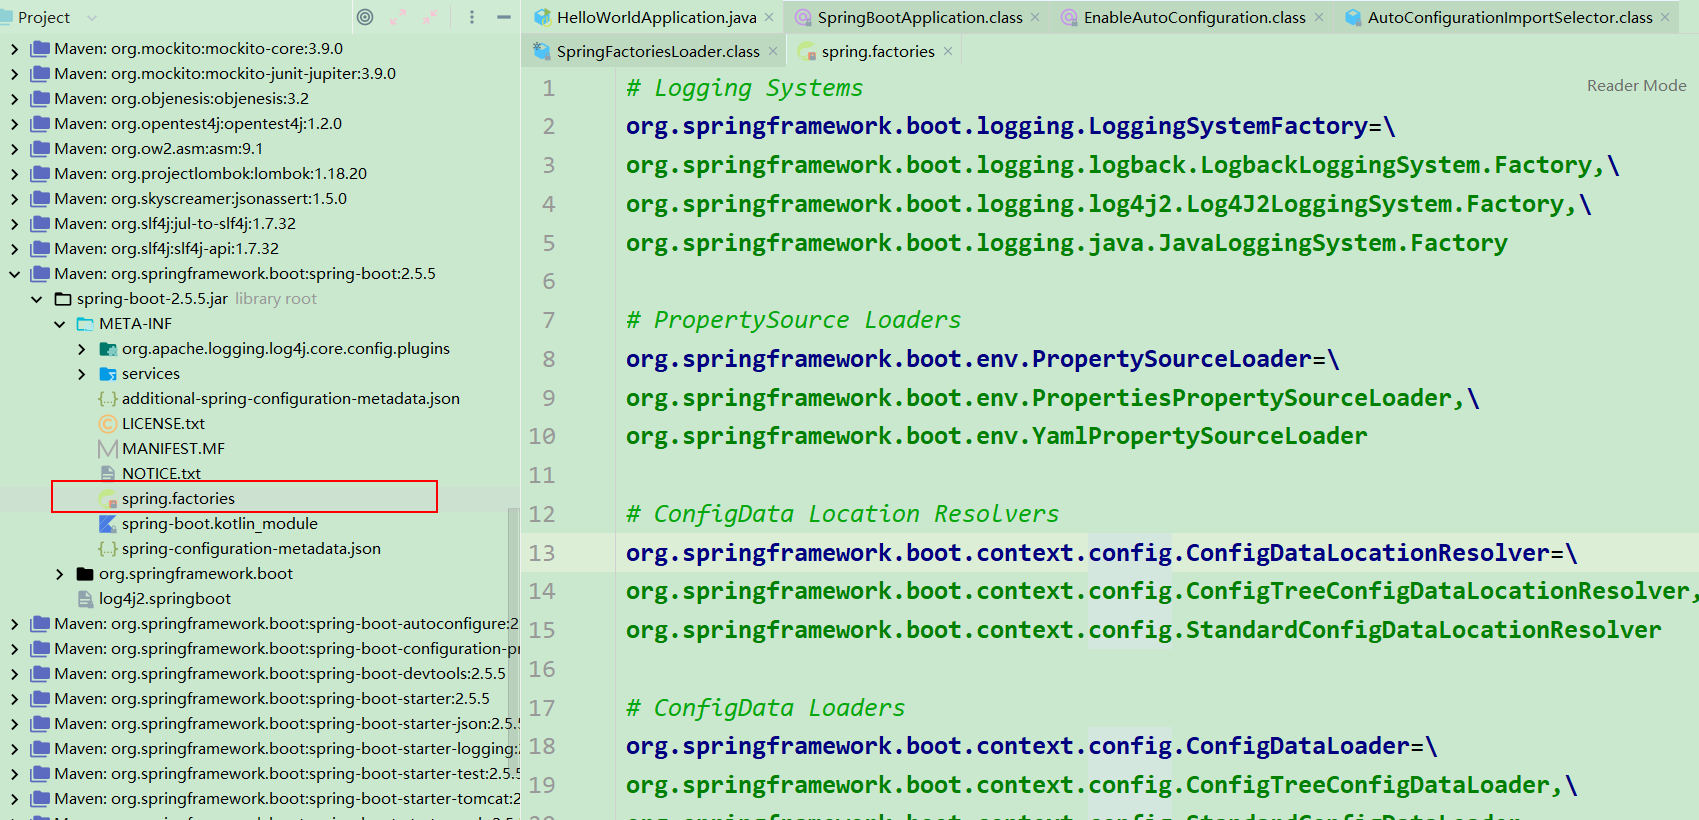 Project
Maven: org.mockito:mockito-core:3.9.0
Maven: org.mockito:mockito-junit-jupiter:3.9.0
Maven: org.objenesis:objenesis:3.2
Maven: org.opentest4j:opentest4j:1.2.0
Maven: org.ow2.asm:asm:9.1
Maven: org.projectlombok:lombok:1.18.20
Maven: org.skyscreamer:jsonassert:1.5.0
Maven: org.slf4j:jul-to-slf4j:1.7.32
Maven: org.slf4j:slf4j-api:1.7.32
Maven: org.springframework.boot:spring-boot:2.5.5
spring-boot-2.5.5.jar library root
META-INF
org.apache.logging.log4j.core.config.plugins
services
additional-spring-configuration-metadata.json
LICENSE.txt
MANIFEST.MF
NOTICE.txt
spring.factories
spring-boot.kotlin_module
spring-configuration-metadata.json
org.springframework.boot
log4j2.springboot
Maven: org.springframework.boot:spring-boot-autoconfigure:2
Maven: org.springframework.boot:spring-boot-configuration-pr
Maven: org.springframework.boot:spring-boot-devtools:2.5.5
Maven: org.springframework.boot:spring-boot-starter:2.5.5
Maven: org.springframework.boot:spring-boot-starter-json:2.5.5
Maven: org.springframework.boot:spring-boot-starter-logging:2
Maven: org.springframework.boot:spring-boot-starter-test:2.5.5
Maven: org.springframework.boot:spring-boot-starter-tomcat:2
HelloWorldApplication.java
SpringBootApplication.class
EnableAutoConfiguration.class
AutoConfigurationImportSelector.class
SpringFactoriesLoader.class
spring.factories
Reader Mode
1 # Logging Systems
2 org.springframework.boot.logging.LoggingSystemFactory=\
3 org.springframework.boot.logging.logback.LogbackLoggingSystem.Factory,\
4 org.springframework.boot.logging.log4j2.Log4J2LoggingSystem.Factory,\
5 org.springframework.boot.logging.java.JavaLoggingSystem.Factory
6
7 # PropertySource Loaders
8 org.springframework.boot.env.PropertySourceLoader=\
9 org.springframework.boot.env.PropertiesPropertySourceLoader,\
10 org.springframework.boot.env.YamlPropertySourceLoader
11
12 # ConfigData Location Resolvers
13 org.springframework.boot.context.config.ConfigDataLocationResolver=\
14 org.springframework.boot.context.config.ConfigTreeConfigDataLocationResolver,
15 org.springframework.boot.context.config.StandardConfigDataLocationResolver
16
17 # ConfigData Loaders
18 org.springframework.boot.context.config.ConfigDataLoader=\
19 org.springframework.boot.context.config.ConfigTreeConfigDataLoader,\